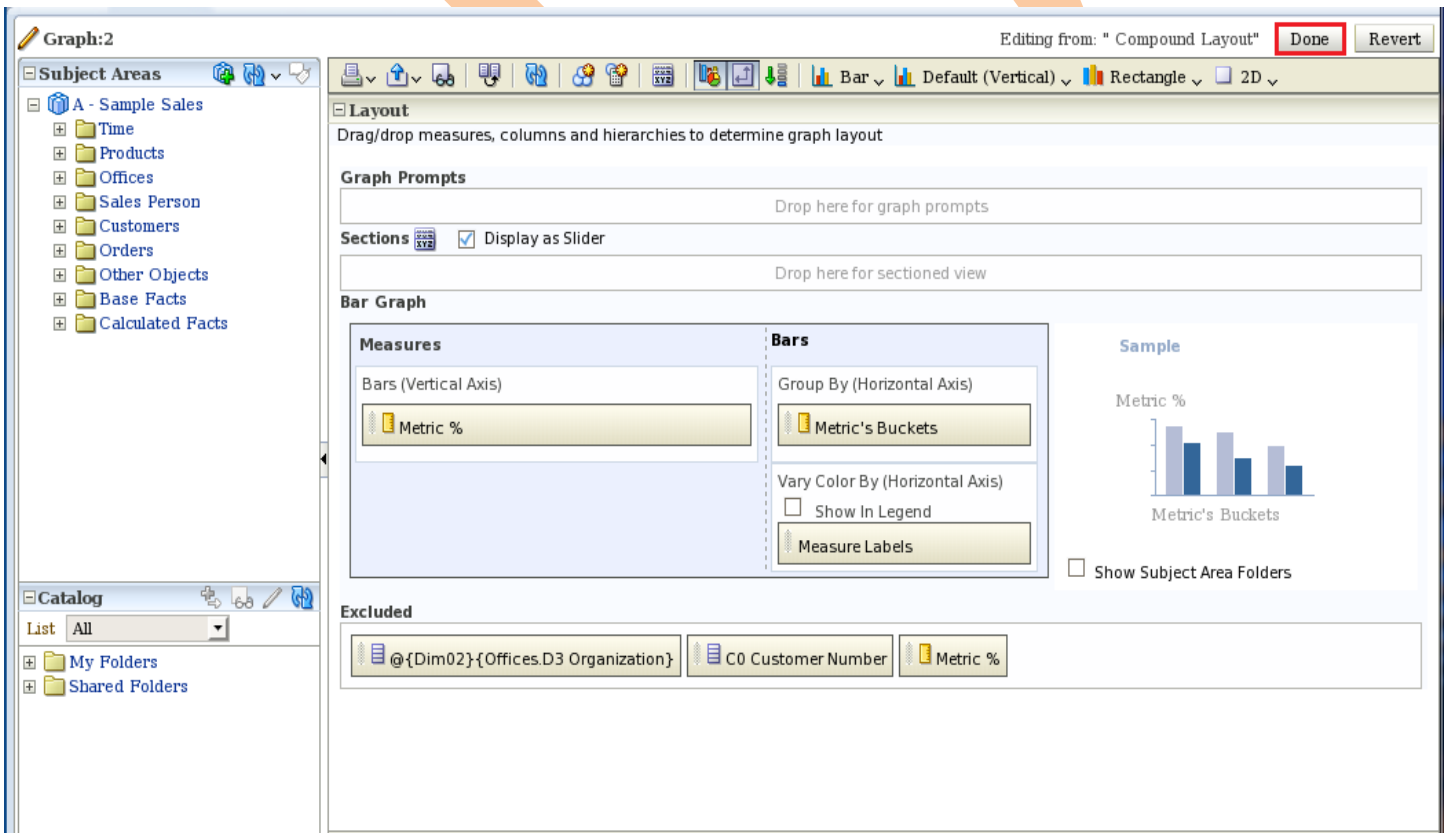 Graph:2
Editing from: " Compound Layout" Done Revert
Subject Areas
A - Sample Sales
Time
Products
Offices
Sales Person
Customers
Orders
Other Objects
Base Facts
Calculated Facts
Catalog
List All
My Folders
Shared Folders
Bar Default (Vertical) Rectangle 2D
Layout
Drag/drop measures, columns and hierarchies to determine graph layout
Graph Prompts
Drop here for graph prompts
Sections Display as Slider
Drop here for sectioned view
Bar Graph
Measures
Bars (Vertical Axis)
Metric %
Bars
Group By (Horizontal Axis)
Metric's Buckets
Vary Color By (Horizontal Axis)
Show In Legend
Measure Labels
Sample
Metric %
Metric's Buckets
Show Subject Area Folders
Excluded
@{Dim02}{Offices.D3 Organization} C0 Customer Number Metric %